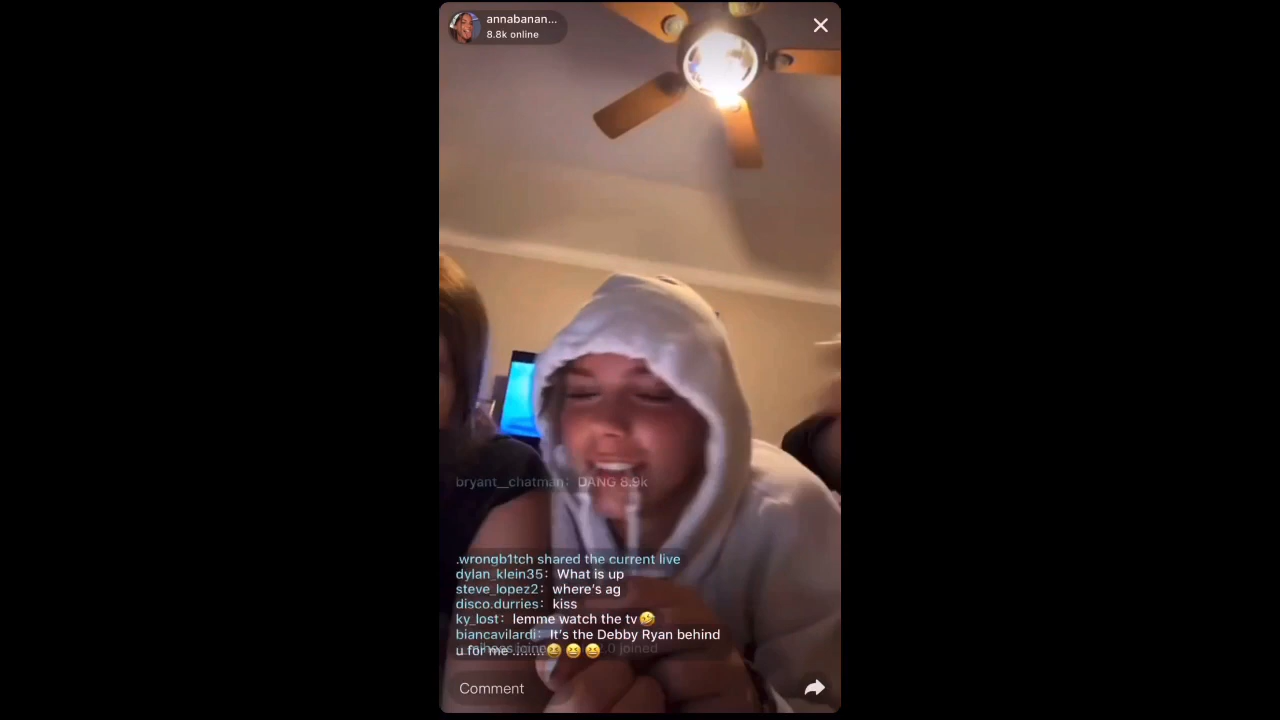 annabanan...
8.8k online
bryant__chatman: DANG 8.9k
.wrongb1tch shared the current live
dylan_klein35: What is up
steve_lopez2: where's ag
disco.durries: kiss
ky_lost: lemme watch the tv🤣
biancavilardi: It's the Debby Ryan behind
u for me ........😆 😆 😆
joined
Comment